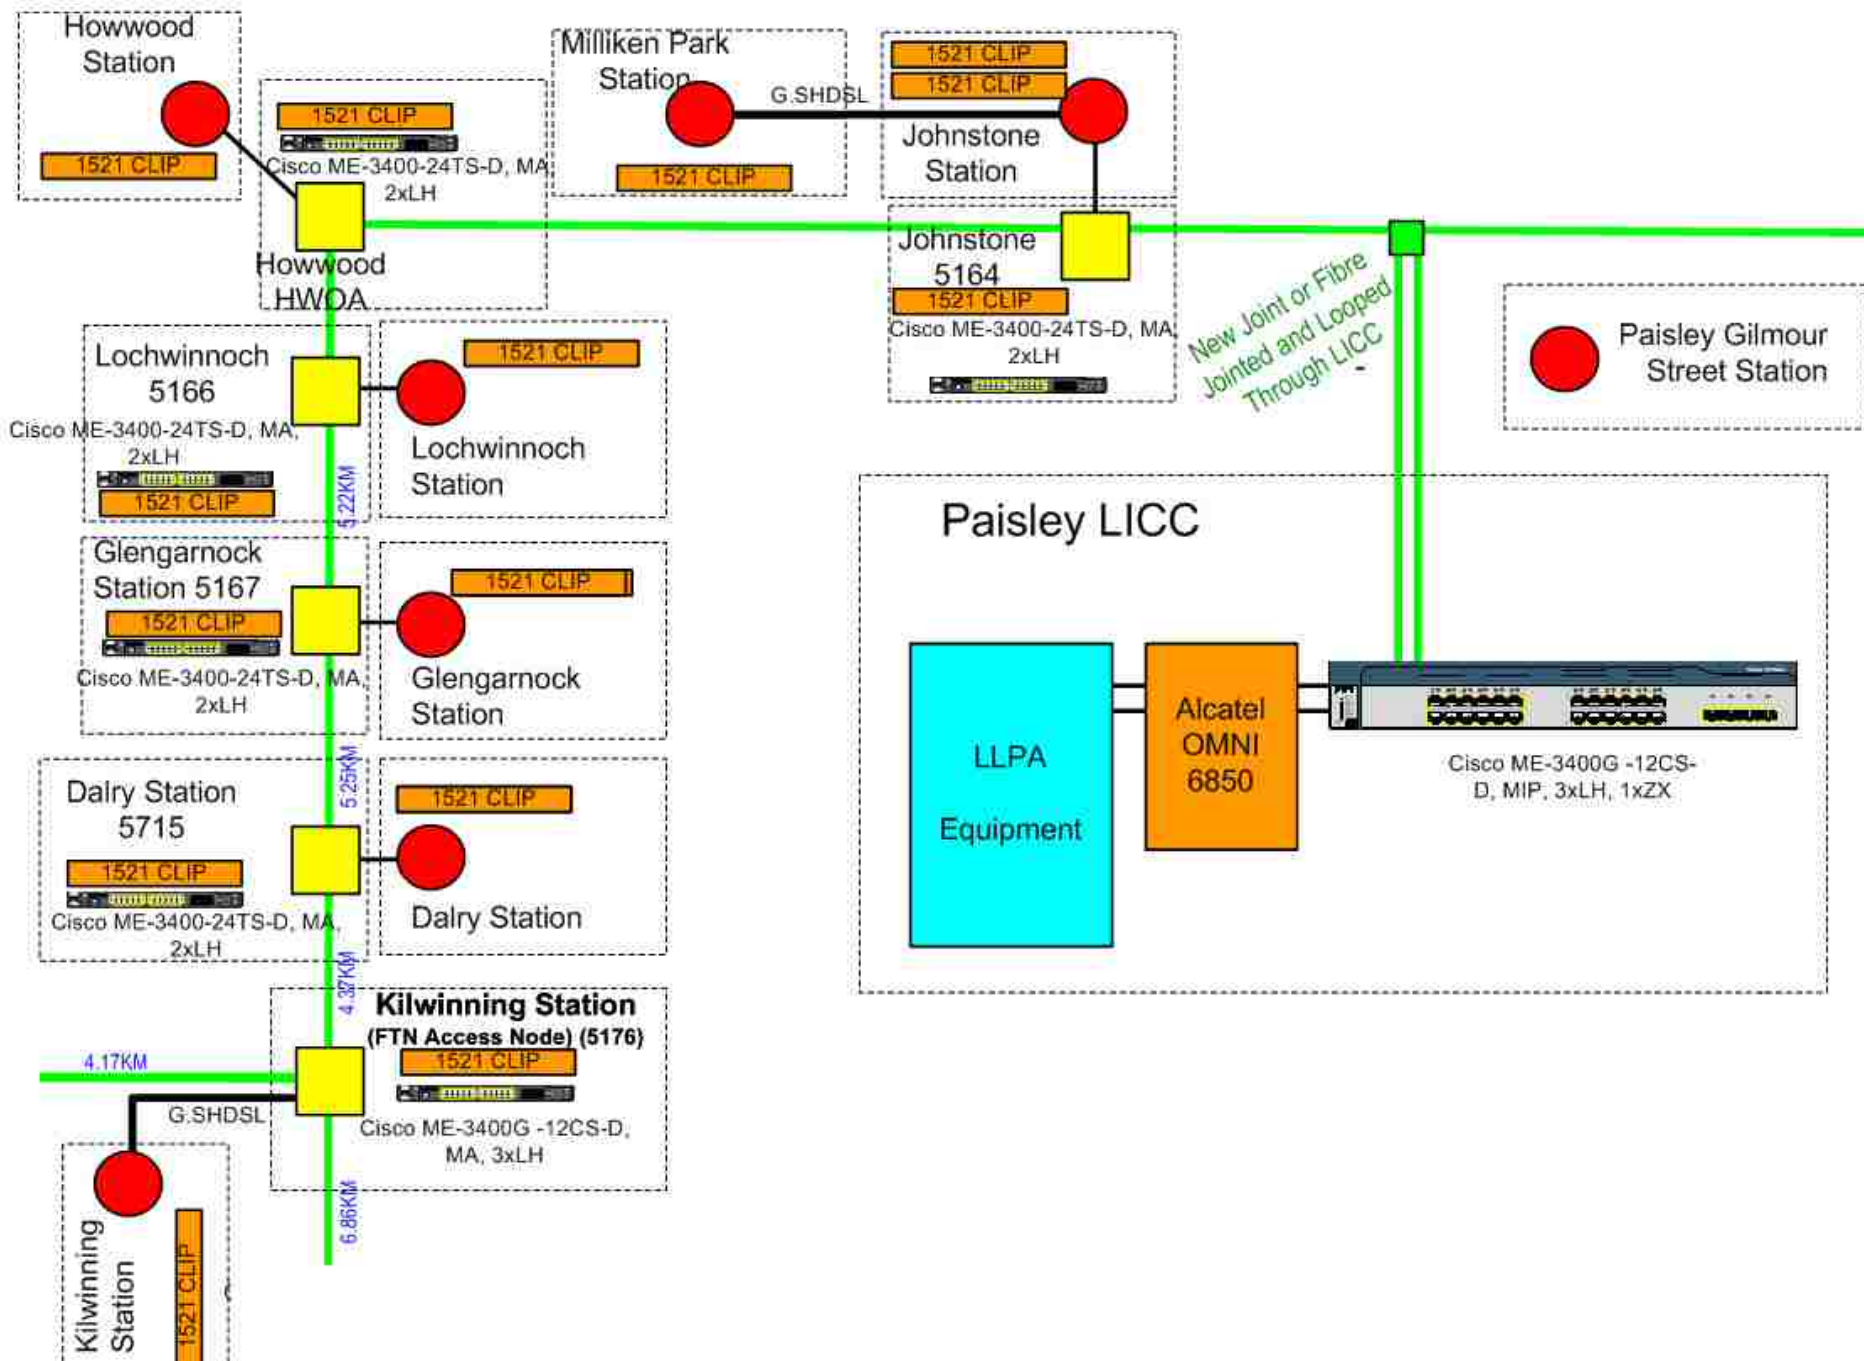 Howwood
Station
1521 CLIP
1521 CLIP
Cisco ME-3400-24TS-D, MA
2xLH
Howwood
HWOA
Milliken Park
Station
G.SHDSL
1521 CLIP
1521 CLIP
1521 CLIP
Johnstone
Station
Johnstone
5164
1521 CLIP
Cisco ME-3400-24TS-D, MA,
2xLH
New Joint or Fibre
Jointed and Looped
Through LICC
-
Paisley Gilmour
Street Station
Lochwinnoch
5166
Cisco ME-3400-24TS-D, MA,
2xLH
1521 CLIP
5.22KM
1521 CLIP
Lochwinnoch
Station
Glengarnock
Station 5167
1521 CLIP
Cisco ME-3400-24TS-D, MA,
2xLH
5.25KM
1521 CLIP
Glengarnock
Station
Dalry Station
5715
1521 CLIP
Cisco ME-3400-24TS-D, MA,
2xLH
4.37KM
1521 CLIP
Dalry Station
Kilwinning Station
(FTN Access Node) (5176)
1521 CLIP
Cisco ME-3400G -12CS-D,
MA, 3xLH
4.17KM
G.SHDSL
6.86KM
Kilwinning
Station
1521 CLIP
Paisley LICC
LLPA
Equipment
Alcatel
OMNI
6850
Cisco ME-3400G -12CS-
D, MIP, 3xLH, 1xZX